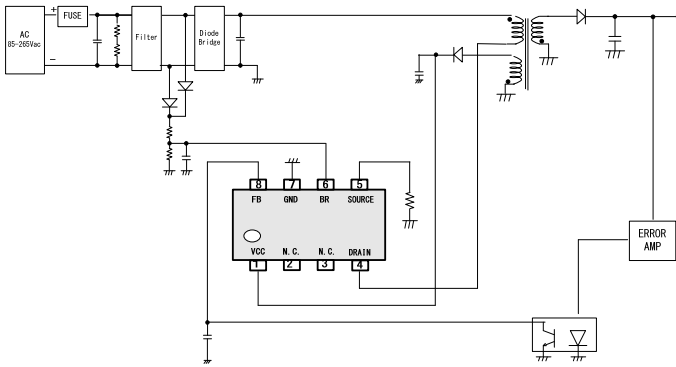 AC
85-265Vac
+
−
FUSE
Filter
Diode
Bridge
8
7
6
5
FB
GND
BR
SOURCE
VCC
N.C.
N.C.
DRAIN
1
2
3
4
ERROR
AMP